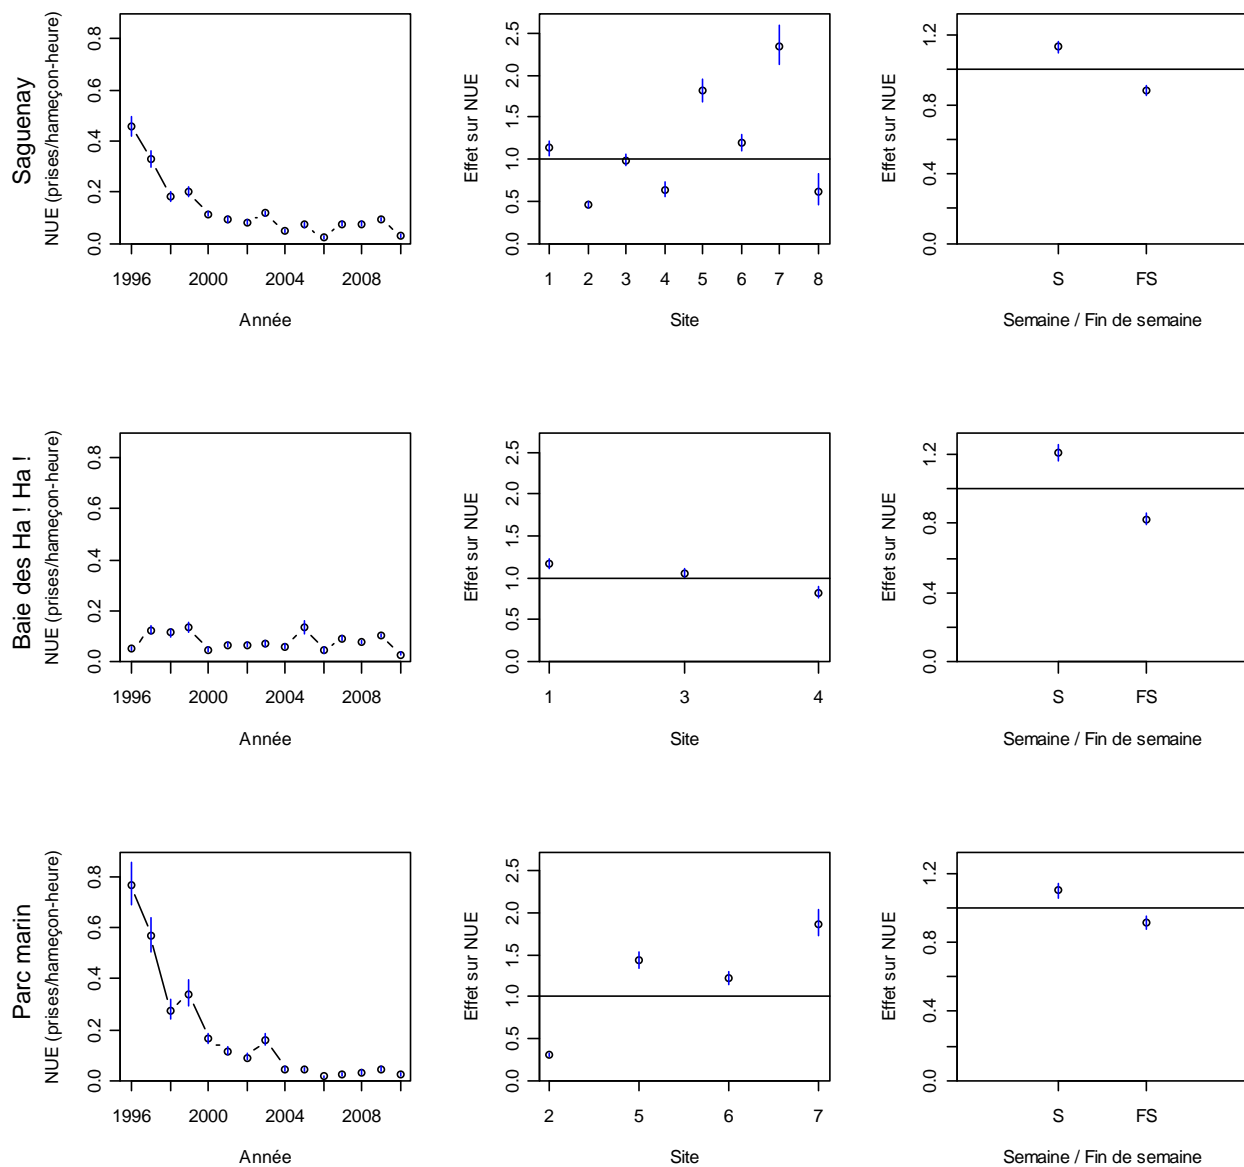 Saguenay
NUE (prises/hameçon-heure)
0.0 0.2 0.4 0.6 0.8
1996 2000 2004 2008
Année
Effet sur NUE
0.0 0.5 1.0 1.5 2.0 2.5
1 2 3 4 5 6 7 8
Site
Effet sur NUE
0.0 0.4 0.8 1.2
S FS
Semaine / Fin de semaine
Baie des Ha ! Ha !
NUE (prises/hameçon-heure)
0.0 0.2 0.4 0.6 0.8
1996 2000 2004 2008
Année
Effet sur NUE
0.0 0.5 1.0 1.5 2.0 2.5
1 3 4
Site
Effet sur NUE
0.0 0.4 0.8 1.2
S FS
Semaine / Fin de semaine
Parc marin
NUE (prises/hameçon-heure)
0.0 0.2 0.4 0.6 0.8
1996 2000 2004 2008
Année
Effet sur NUE
0.0 0.5 1.0 1.5 2.0 2.5
2 5 6 7
Site
Effet sur NUE
0.0 0.4 0.8 1.2
S FS
Semaine / Fin de semaine